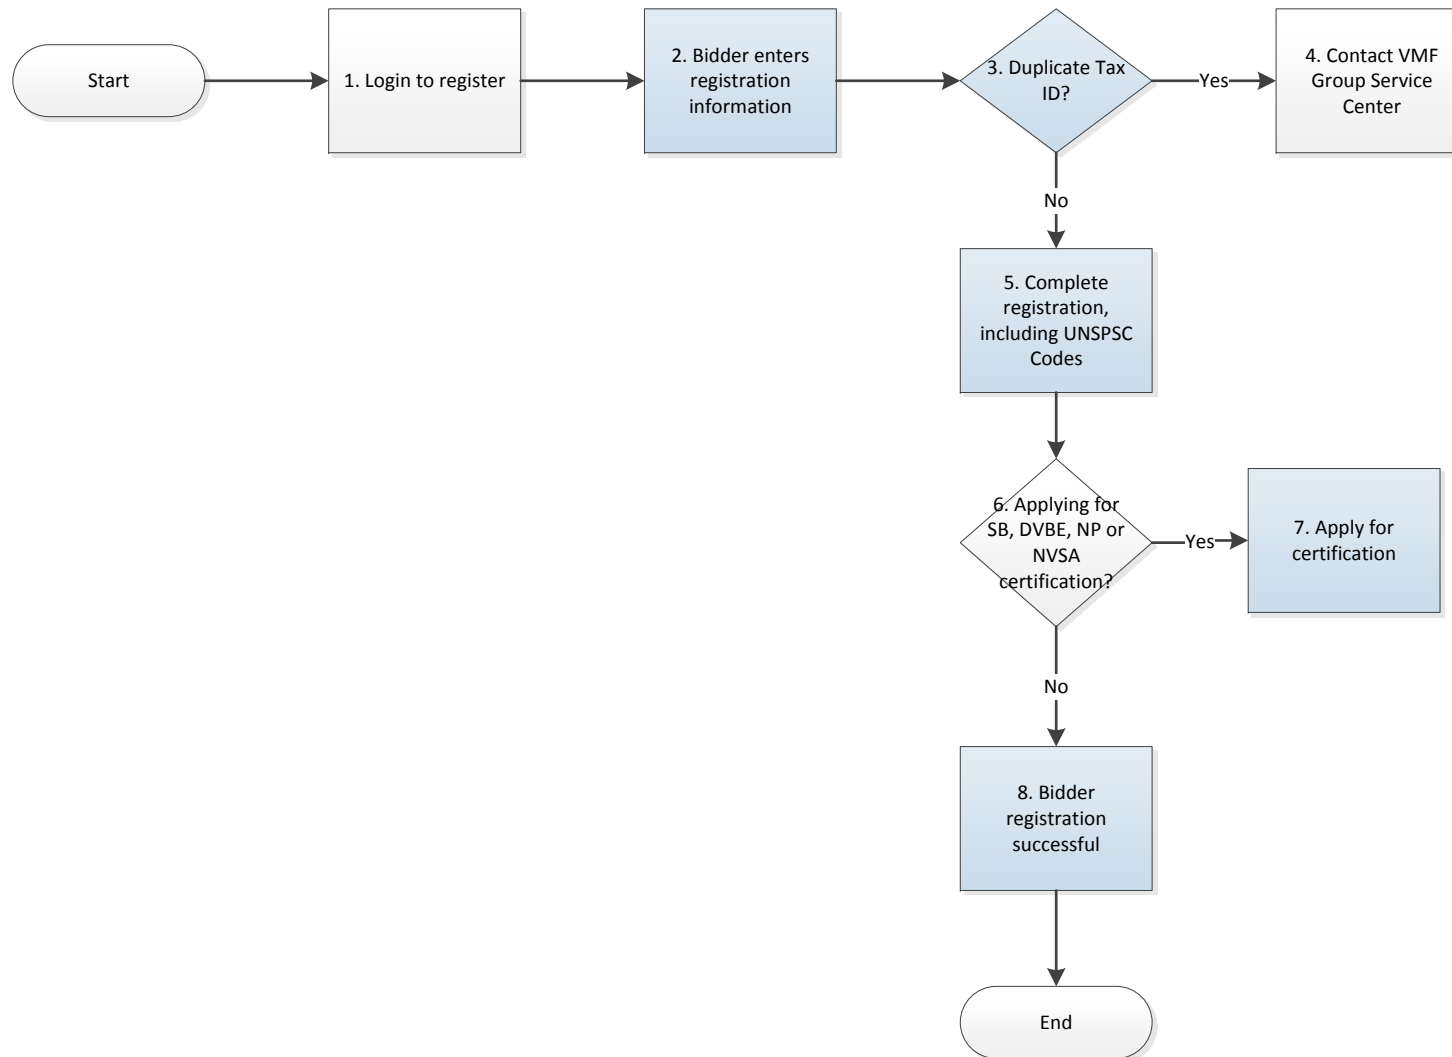 Start
1. Login to register
2. Bidder enters
registration
information
3. Duplicate Tax
ID?
Yes
4. Contact VMF
Group Service
Center
No
5. Complete
registration,
including UNSPSC
Codes
6. Applying for
SB, DVBE, NP or
NVSA
certification?
Yes
7. Apply for
certification
No
8. Bidder
registration
successful
End